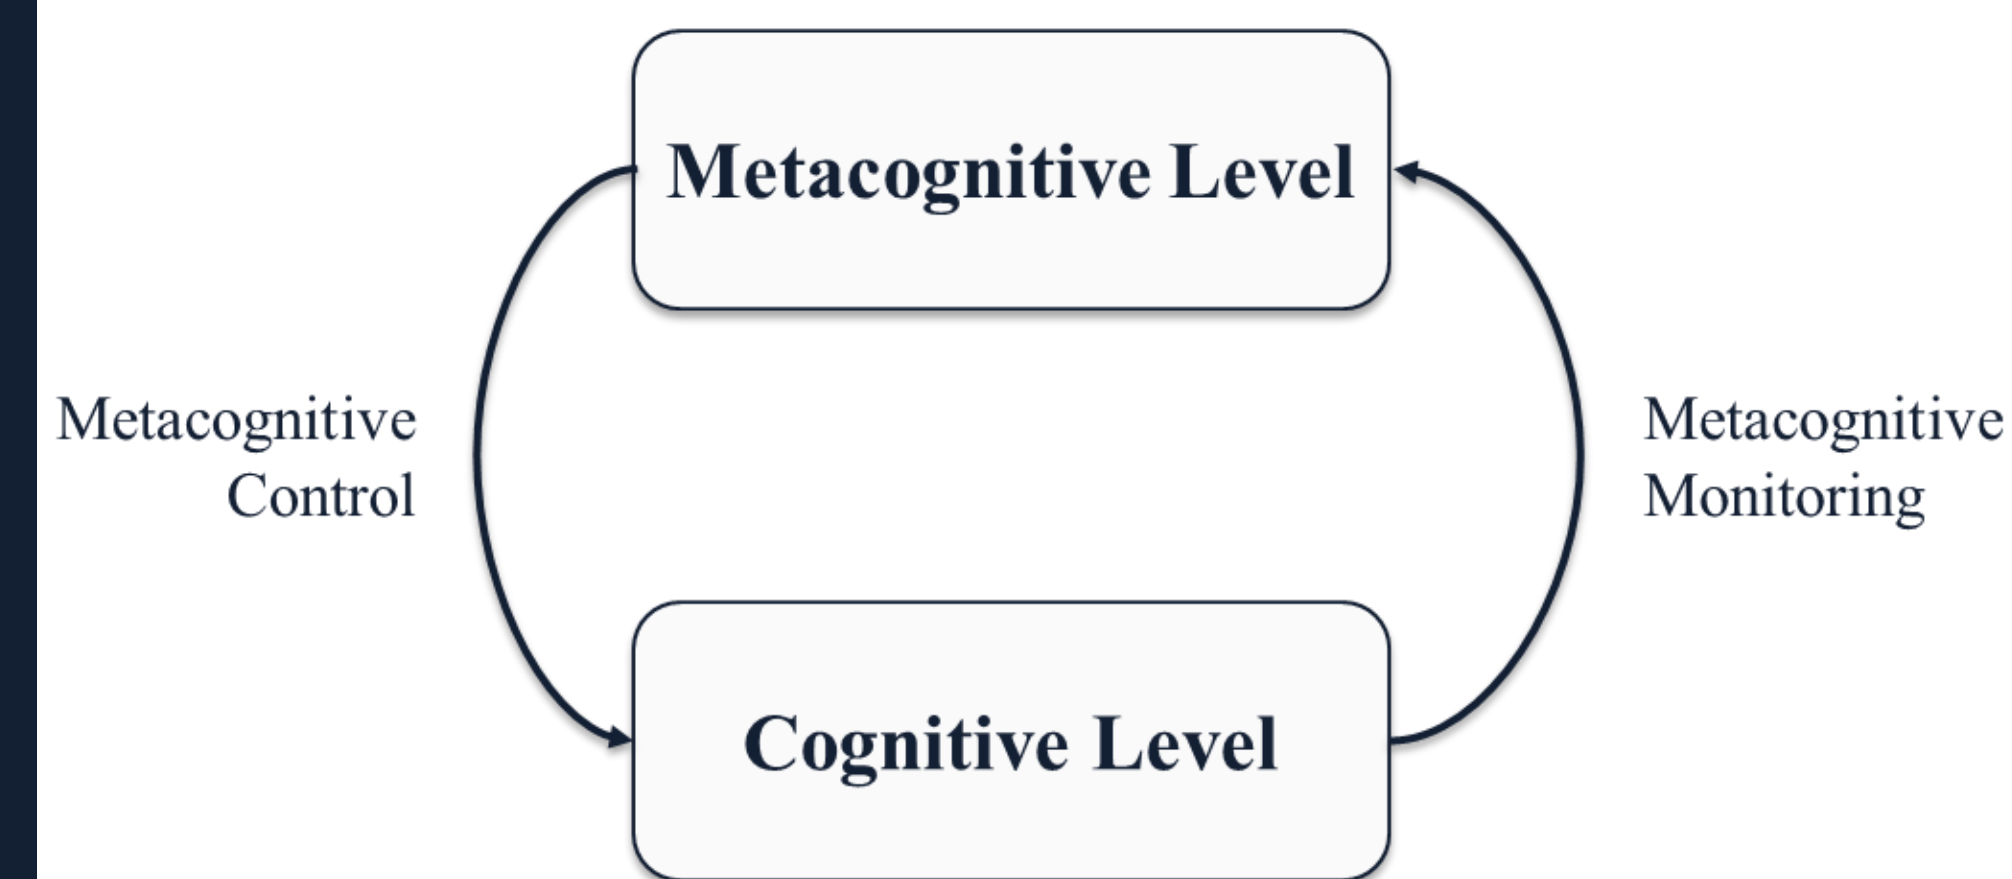 Metacognitive Level
Metacognitive
Control
Metacognitive
Monitoring
Cognitive Level